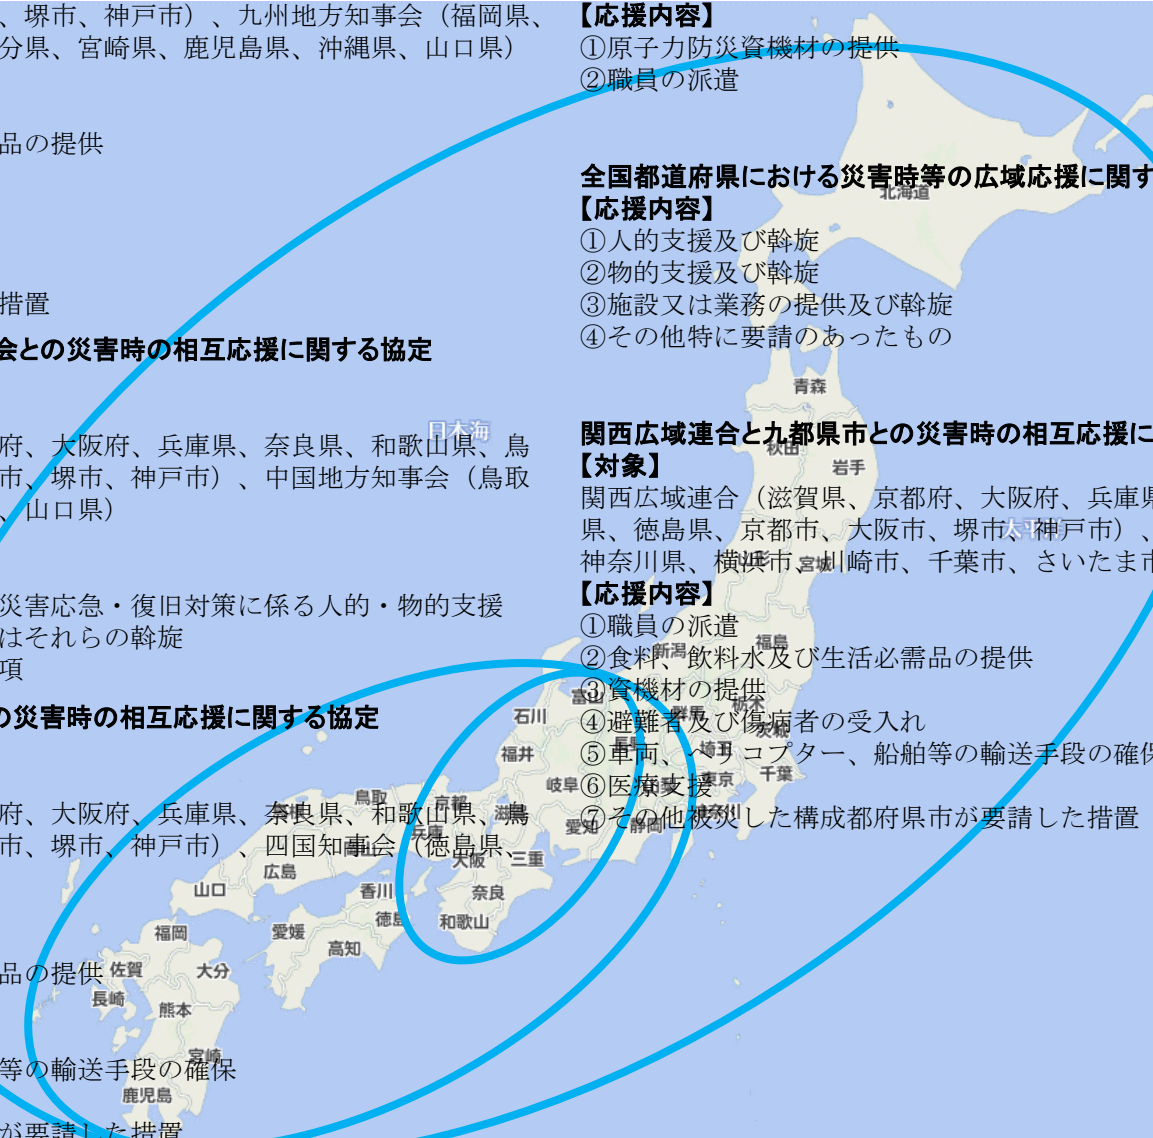 、堺市、神戸市）、九州地方知事会（福岡県、
分県、宮崎県、鹿児島県、沖縄県、山口県）
品の提供
措置
会との災害時の相互応援に関する協定
府、大阪府、兵庫県、奈良県、和歌山県、鳥
市、堺市、神戸市）、中国地方知事会（鳥取
、山口県）
災害応急・復旧対策に係る人的・物的支援
はそれらの斡旋
項
の災害時の相互応援に関する協定
府、大阪府、兵庫県、奈良県、和歌山県、鳥
市、堺市、神戸市）、四国知事会（徳島県、
品の提供
等の輸送手段の確保
が要請した措置
【応援内容】
①原子力防災資機材の提供
②職員の派遣
全国都道府県における災害時等の広域応援に関す
【応援内容】
①人的支援及び斡旋
②物的支援及び斡旋
③施設又は業務の提供及び斡旋
④その他特に要請のあったもの
関西広域連合と九都県市との災害時の相互応援に
【対象】
関西広域連合（滋賀県、京都府、大阪府、兵庫県
県、徳島県、京都市、大阪市、堺市、神戸市）、
神奈川県、横浜市、川崎市、千葉市、さいたま市
【応援内容】
①職員の派遣
②食料、飲料水及び生活必需品の提供
③資機材の提供
④避難者及び傷病者の受入れ
⑤車両、ヘリコプター、船舶等の輸送手段の確保
⑥医療支援
⑦その他被災した構成都府県市が要請した措置
北海道
青森
日本海
秋田
岩手
太平洋
山形
宮城
福島
新潟
富山
栃木
群馬
石川
茨城
長野
埼玉
福井
千葉
東京
岐阜
山梨
鳥取
京都
神奈川
愛知
静岡
兵庫
岡山
大阪
三重
広島
山口
香川
奈良
徳島
和歌山
福岡
愛媛
高知
佐賀
大分
長崎
熊本
宮崎
鹿児島